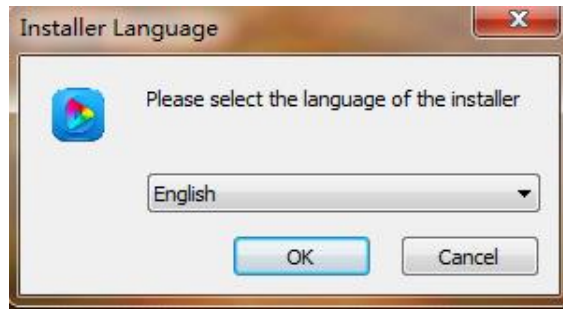 Installer Language
Please select the language of the installer
English
OK
Cancel